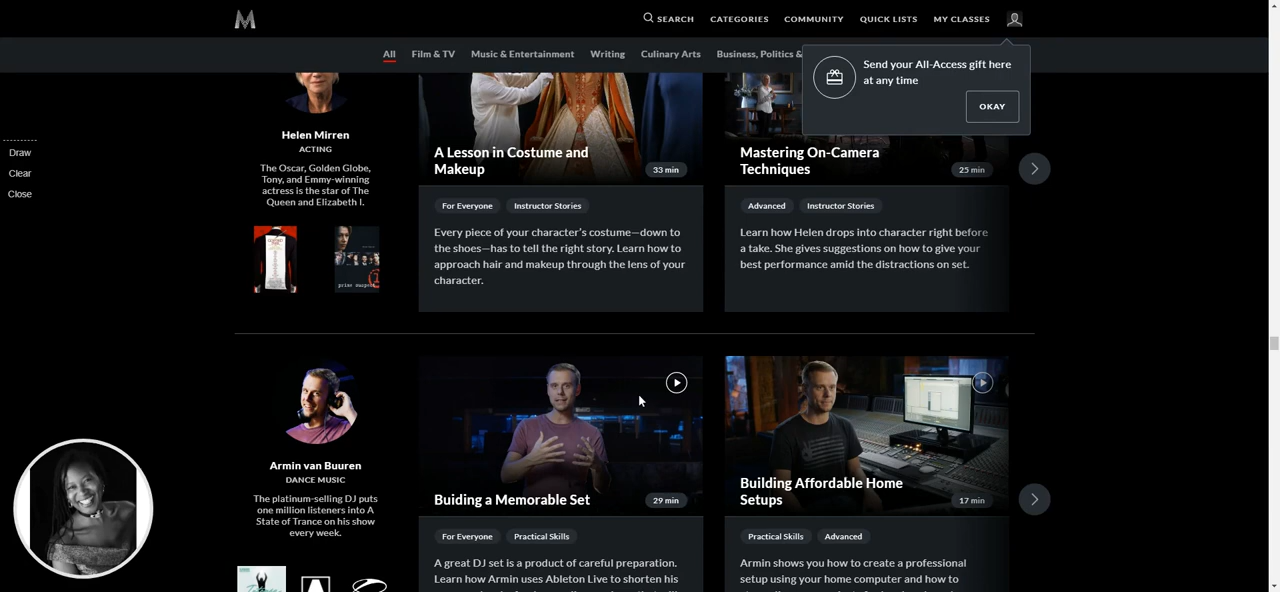 SEARCH CATEGORIES COMMUNITY QUICK LISTS MY CLASSES
All Film & TV Music & Entertainment Writing Culinary Arts Business, Politics &
Send your All-Access gift here
at any time
OKAY
Draw
Clear
Close
Helen Mirren
ACTING
The Oscar, Golden Globe,
Tony, and Emmy-winning
actress is the star of The
Queen and Elizabeth I.
prime suspect
A Lesson in Costume and
Makeup
33 min
For Everyone Instructor Stories
Every piece of your character's costume—down to
the shoes—has to tell the right story. Learn how to
approach hair and makeup through the lens of your
character.
Mastering On-Camera
Techniques
25 min
Advanced Instructor Stories
Learn how Helen drops into character right before
a take. She gives suggestions on how to give your
best performance amid the distractions on set.
Armin van Buuren
DANCE MUSIC
The platinum-selling DJ puts
one million listeners into A
State of Trance on his show
every week.
Buiding a Memorable Set
29 min
For Everyone Practical Skills
A great DJ set is a product of careful preparation.
Learn how Armin uses Ableton Live to shorten his
Building Affordable Home
Setups
17 min
Practical Skills Advanced
Armin shows you how to create a professional
setup using your home computer and how to